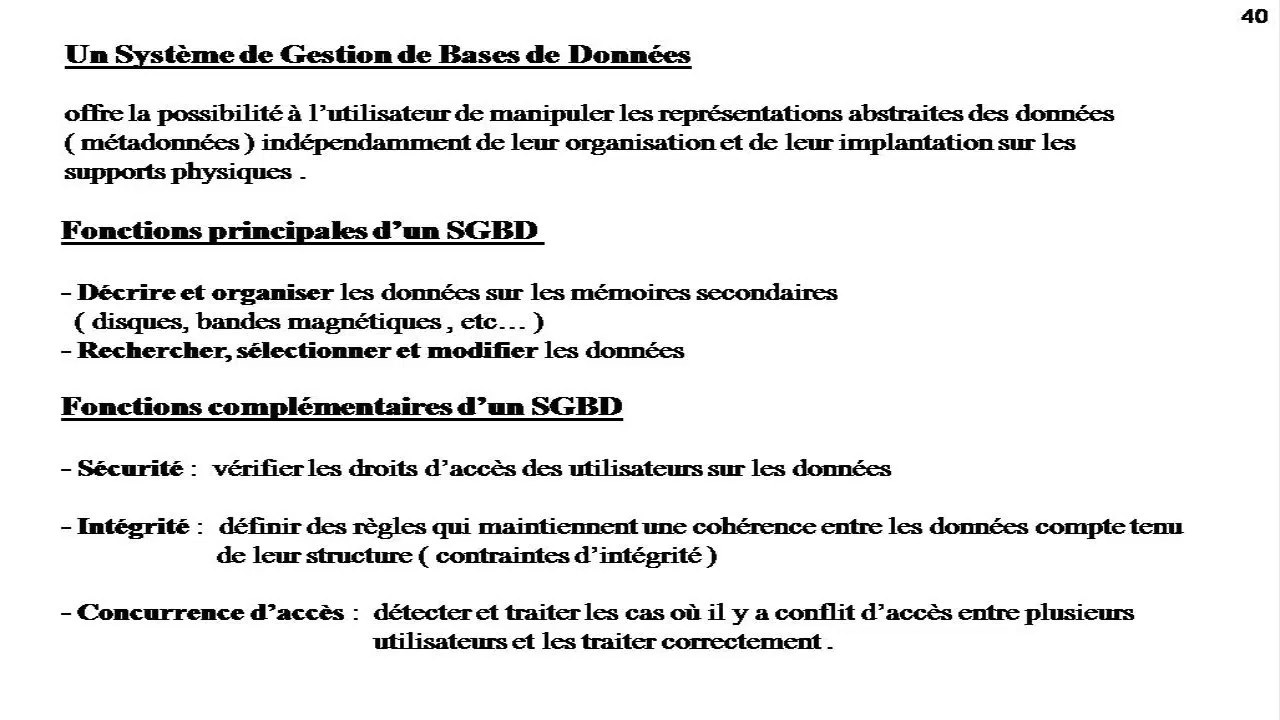 40
Un Système de Gestion de Bases de Données
offre la possibilité à l’utilisateur de manipuler les représentations abstraites des données
( métadonnées ) indépendamment de leur organisation et de leur implantation sur les
supports physiques .
Fonctions principales d’un SGBD
- Décrire et organiser les données sur les mémoires secondaires
( disques, bandes magnétiques , etc… )
- Rechercher, sélectionner et modifier les données
Fonctions complémentaires d’un SGBD
- Sécurité : vérifier les droits d’accès des utilisateurs sur les données
- Intégrité : définir des règles qui maintiennent une cohérence entre les données compte tenu
de leur structure ( contraintes d’intégrité )
- Concurrence d’accès : détecter et traiter les cas où il y a conflit d’accès entre plusieurs
utilisateurs et les traiter correctement .